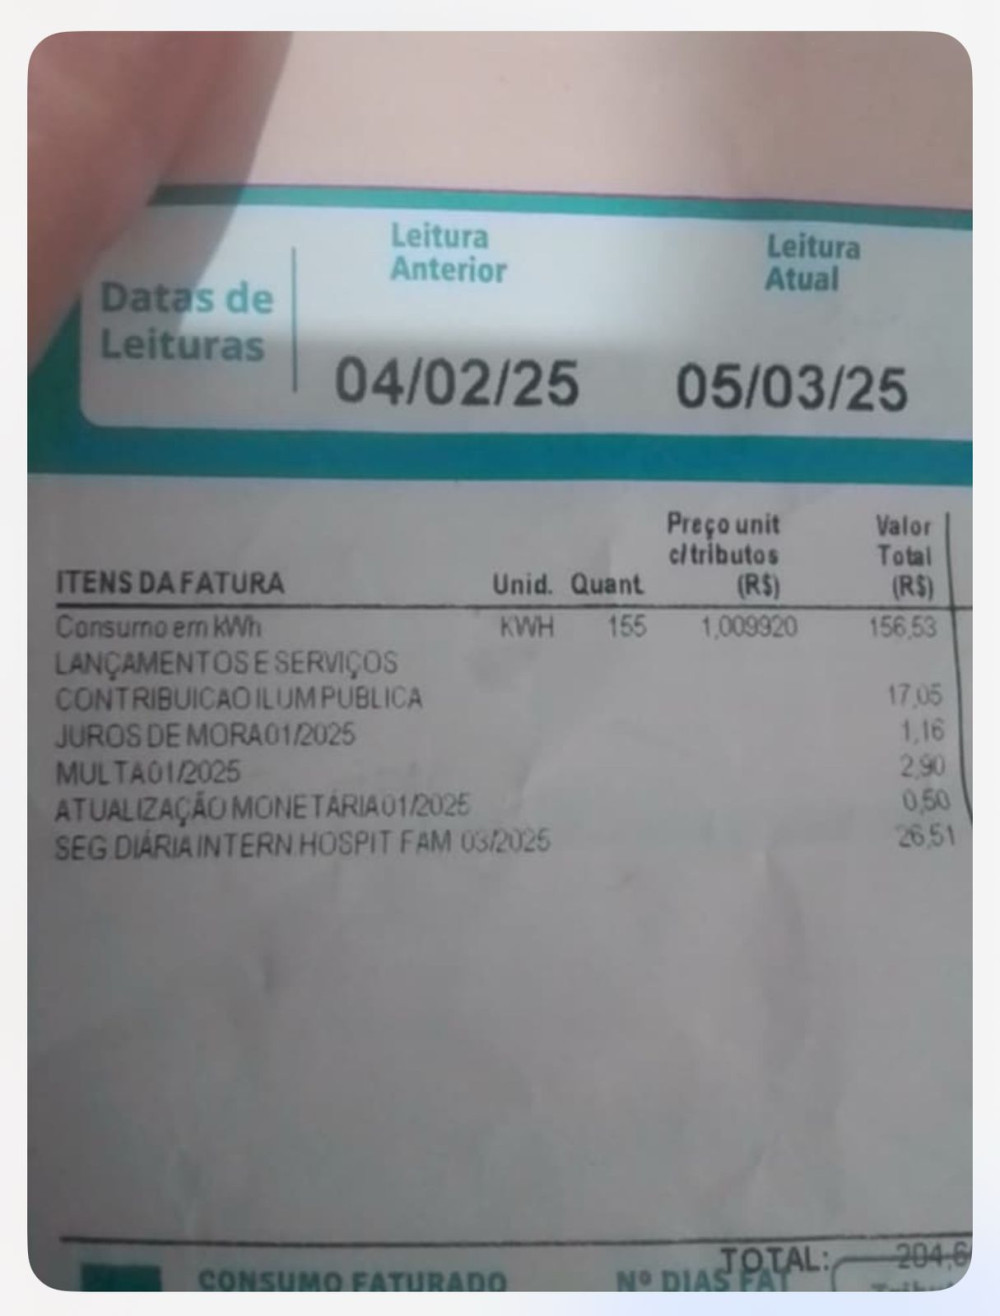 Leitura Anterior
Leitura Atual
Datas de Leituras
04/02/25 05/03/25
ITENS DA FATURA Unid. Quant. Preço unit c/tributos (R$) Valor Total (R$)
Consumo em kWh KWH 155 1,009920 156,53
LANÇAMENTOS E SERVIÇOS
CONTRIBUICAO ILUM PUBLICA 17,05
JUROS DE MORA 01/2025 1,16
MULTA 01/2025 2,90
ATUALIZAÇÃO MONETÁRIA 01/2025 0,50
SEG DIÁRIA INTERN HOSPIT FAM 03/2025 26,51
TOTAL: 204,6
CONSUMO FATURADO Nº DIAS FAT